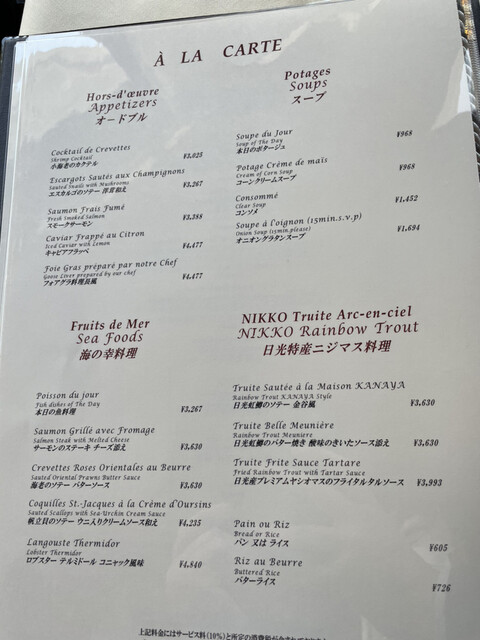 À LA CARTE
Hors-d'œuvre
Appetizers
オードブル
Cocktail de Crevettes
Shrimp Cocktail
小海老のカクテル ¥3,025
Escargots Sautés aux Champignons
Sauted Snails with Mushrooms
エスカルゴのソテー 洋茸和え ¥3,267
Saumon Frais Fumé
Fresh Smoked Salmon
スモークサーモン ¥3,388
Caviar Frappé au Citron
Iced Caviar with Lemon
キャビアフラッペ ¥4,477
Foie Gras préparé par notre Chef
Goose Liver prepared by our chef
フォアグラ料理長風 ¥4,477
Potages
Soups
スープ
Soupe du Jour
Soup of The Day
本日のポタージュ ¥968
Potage Crème de maïs
Cream of Corn Soup
コーンクリームスープ ¥968
Consommé
Clear Soup
コンソメ ¥1,452
Soupe à l'oignon (15min.s.v.p)
Onion Soup (15min.please)
オニオングラタンスープ ¥1,694
Fruits de Mer
Sea Foods
海の幸料理
Poisson du jour
Fish dishes of The Day
本日の魚料理 ¥3,267
Saumon Grillé avec Fromage
Salmon Steak with Melted Cheese
サーモンのステーキ チーズ添え ¥3,630
Crevettes Roses Orientales au Beurre
Sauted Oriental Prawns Butter Sauce
海老のソテー バターソース ¥3,630
Coquilles St.-Jacques à la Crème d'Oursins
Sauted Scallops with Sea-Urchin Cream Sauce
帆立貝のソテー ウニ入りクリームソース和え ¥4,235
Langouste Thermidor
Lobster Thermidor
ロブスター テルミドール コニャック風味 ¥4,840
NIKKO Truite Arc-en-ciel
NIKKO Rainbow Trout
日光特産ニジマス料理
Truite Sautée à la Maison KANAYA
Rainbow Trout KANAYA Style
日光虹鱒のソテー 金谷風 ¥3,630
Truite Belle Meunière
Rainbow Trout Meuniere
日光虹鱒のバター焼き 酸味のきいたソース添え ¥3,630
Truite Frite Sauce Tartare
Fried Rainbow Trout with Tartar Sauce
日光産プレミアムヤシオマスのフライタルタルソース ¥3,993
Pain ou Riz
Bread or Rice
パン 又は ライス ¥605
Riz au Beurre
Buttered Rice
バターライス ¥726
上記料金にはサービス料(10%)と所定の消費税が含まれております